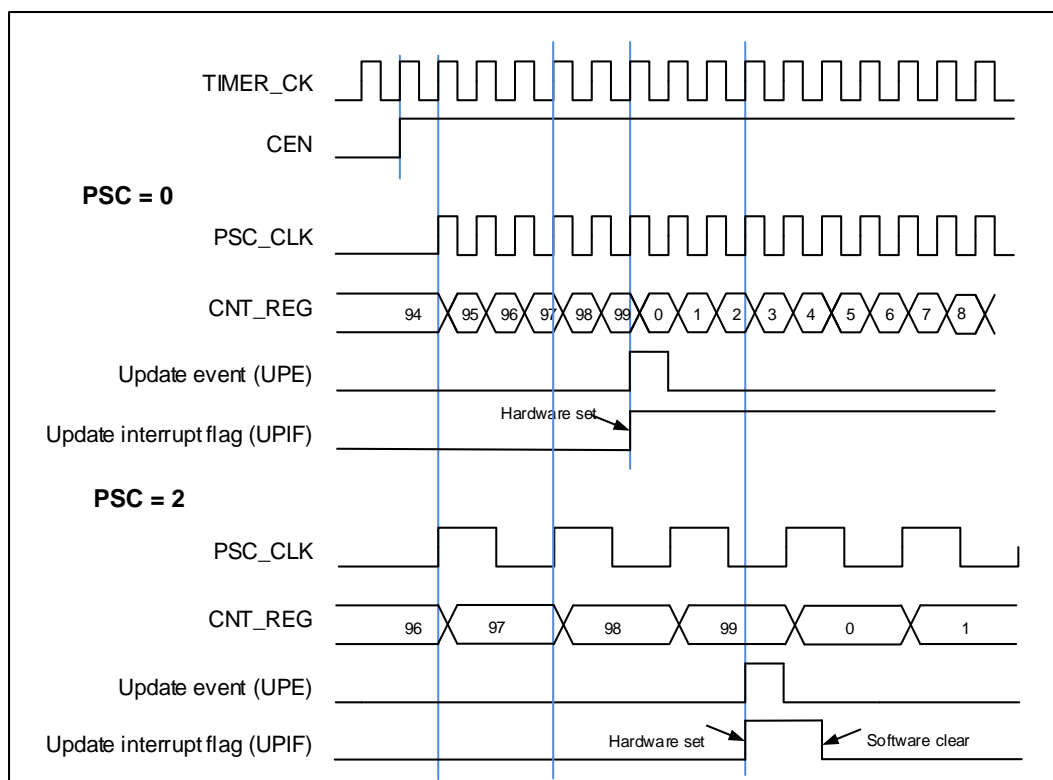 TIMER_CK
CEN
PSC = 0
PSC_CLK
CNT_REG 94 95 96 97 98 99 0 1 2 3 4 5 6 7 8
Update event (UPE)
Hardware set
Update interrupt flag (UPIF)
PSC = 2
PSC_CLK
CNT_REG 96 97 98 99 0 1
Update event (UPE)
Update interrupt flag (UPIF) Hardware set Software clear